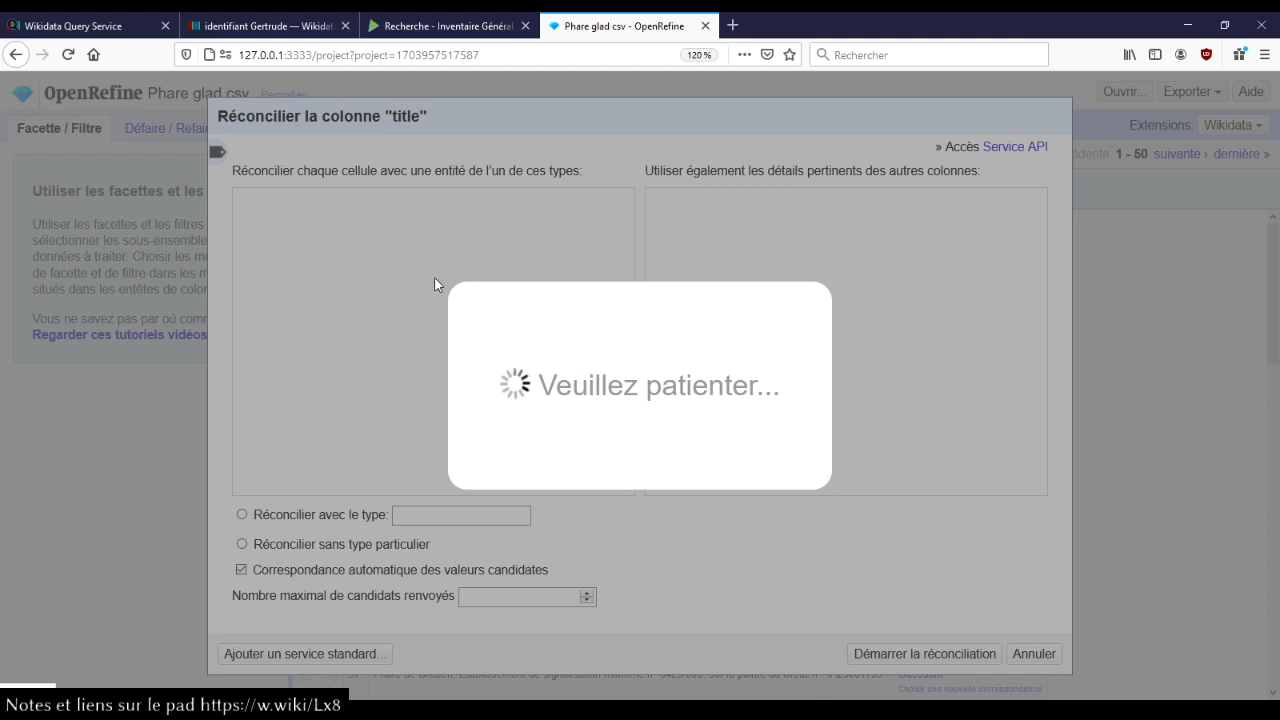 Wikidata Query Service
identifiant Gertrude — Wikidat
Recherche - Inventaire Général
Phare glad csv - OpenRefine
127.0.0.1:3333/project?project=1703957517587
120 %
Rechercher
OpenRefine Phare glad csv Permalien
Ouvrir...
Exporter
Aide
Facette / Filtre
Défaire / Refai
Extensions:
Wikidata
1 - 50 suivante › dernière »
Utiliser les facettes et les
Utiliser les facettes et les filtres
sélectionner les sous-ensemble
données à traiter. Choisir les m
de facette et de filtre dans les m
situés dans les entêtes de colon
Vous ne savez pas par où comm
Regarder ces tutoriels vidéos
Réconcilier la colonne "title"
» Accès Service API
Réconcilier chaque cellule avec une entité de l'un de ces types:
Utiliser également les détails pertinents des autres colonnes:
Veuillez patienter...
Réconcilier avec le type:
Réconcilier sans type particulier
Correspondance automatique des valeurs candidates
Nombre maximal de candidats renvoyés
Ajouter un service standard...
Démarrer la réconciliation
Annuler
Choisir une nouvelle correspondance
Notes et liens sur le pad https://w.wiki/Lx8